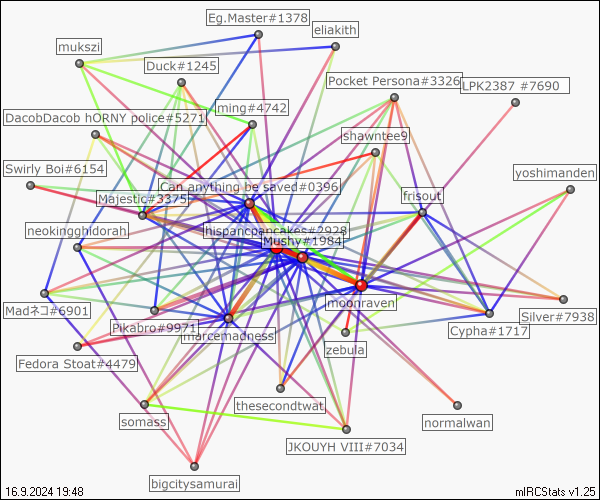 Eg.Master#1378
eliakith
mukszi
Duck#1245
Pocket Persona#3326
LPK2387 #7690
ming#4742
DacobDacob hORNY police#5271
shawntee9
Swirly Boi#6154
yoshimanden
Can anything be saved#0396
Majestic#3375
frisout
neokingghidorah
hispanicpancakes#2928
Mushy#1984
Madネコ#6901
moonraven
Silver#7938
Pikabro#9971
marcemadness
Cypha#1717
zebula
Fedora Stoat#4479
thesecondtwat
somass
normalwan
JKOUYH VIII#7034
bigcitysamurai
16.9.2024 19:48
mIRCStats v1.25